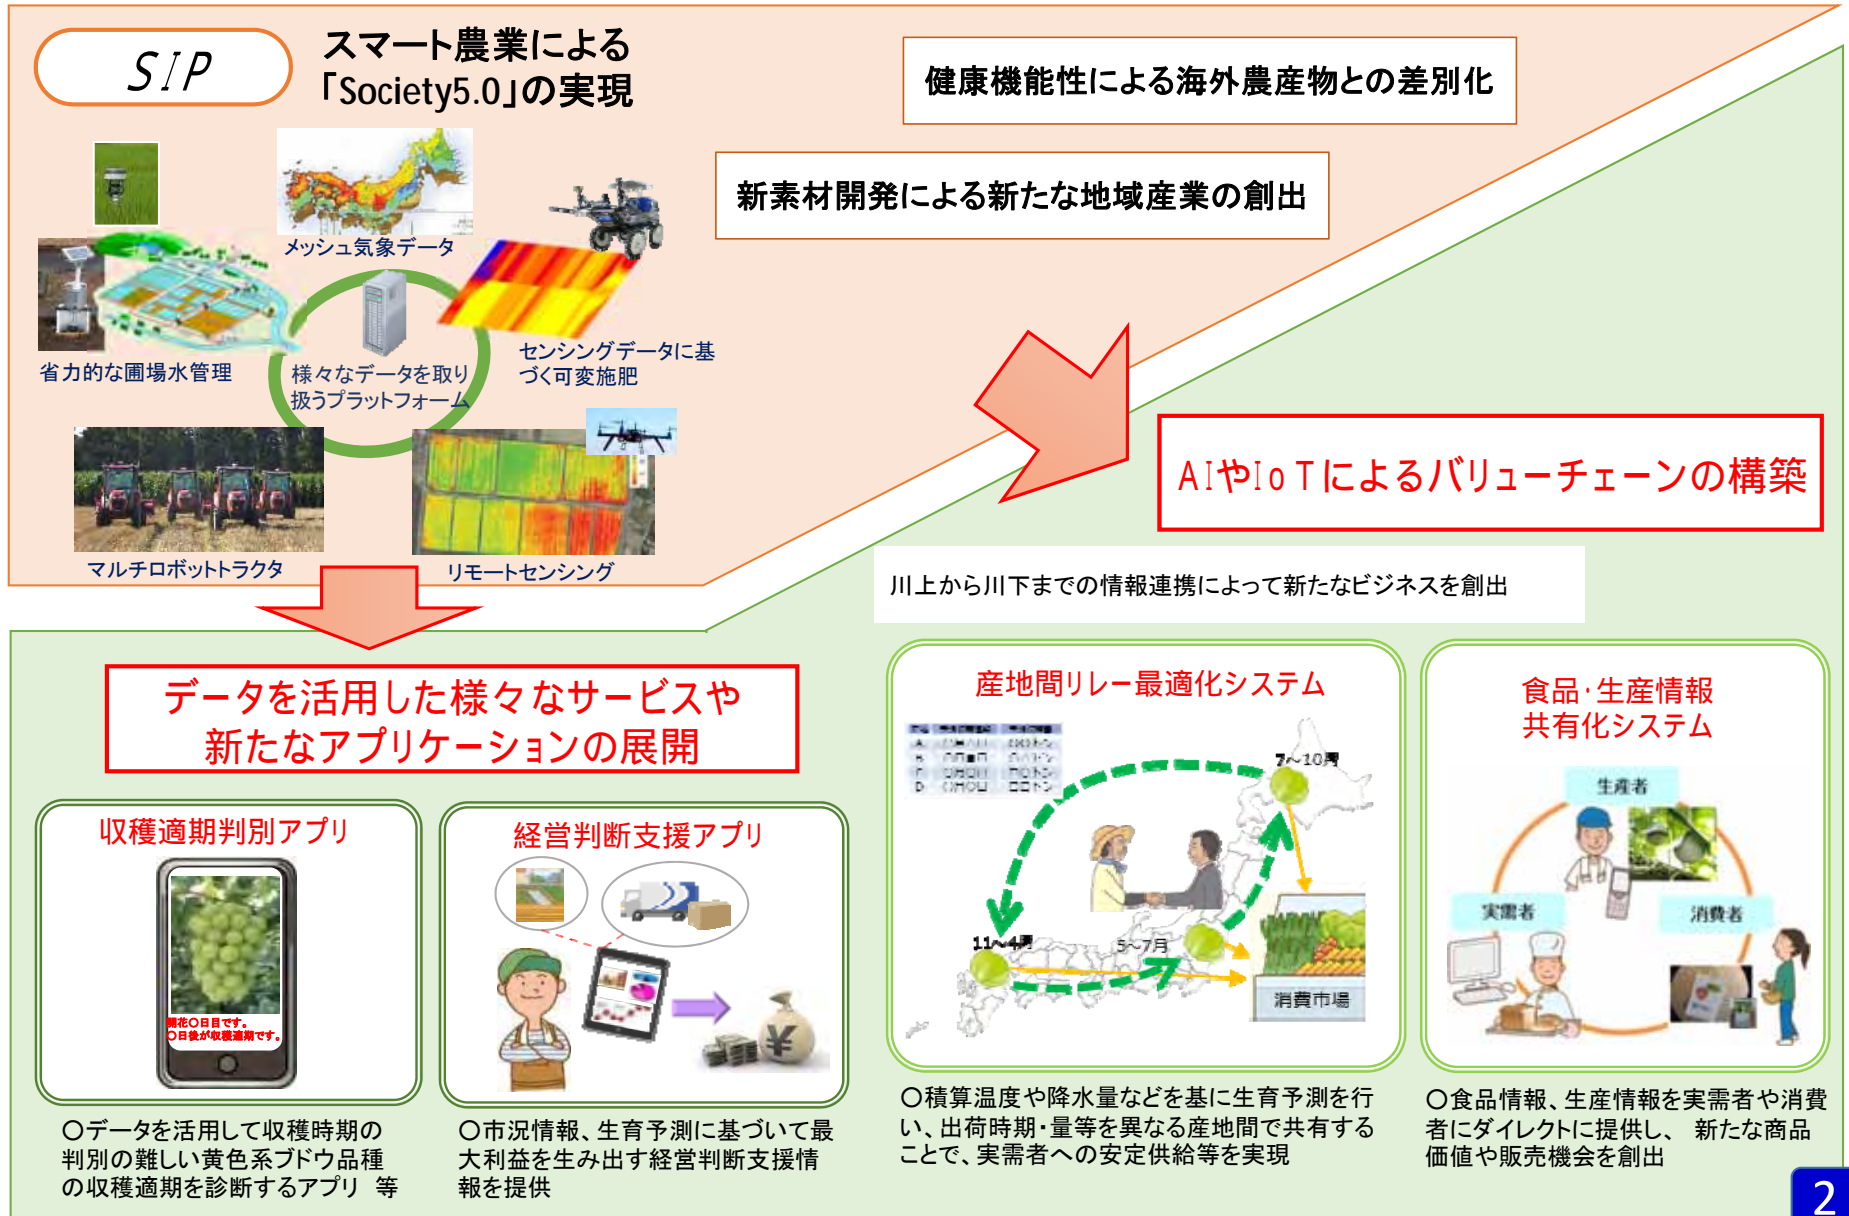 SIP
スマート農業による
「Society5.0」の実現
健康機能性による海外農産物との差別化
新素材開発による新たな地域産業の創出
メッシュ気象データ
省力的な圃場水管理
様々なデータを取り
扱うプラットフォーム
センシングデータに基
づく可変施肥
マルチロボットトラクタ
リモートセンシング
AIやIoTによるバリューチェーンの構築
川上から川下までの情報連携によって新たなビジネスを創出
データを活用した様々なサービスや
新たなアプリケーションの展開
収穫適期判別アプリ
開花〇日目です。
〇日後が収穫適期です。
〇データを活用して収穫時期の
判別の難しい黄色系ブドウ品種
の収穫適期を診断するアプリ 等
経営判断支援アプリ
¥
〇市況情報、生育予測に基づいて最
大利益を生み出す経営判断支援情
報を提供
産地間リレー最適化システム
7～10月
11～4月
5～7月
消費市場
〇積算温度や降水量などを基に生育予測を行
い、出荷時期・量等を異なる産地間で共有する
ことで、実需者への安定供給等を実現
食品・生産情報
共有化システム
生産者
実需者
消費者
〇食品情報、生産情報を実需者や消費
者にダイレクトに提供し、 新たな商品
価値や販売機会を創出
2